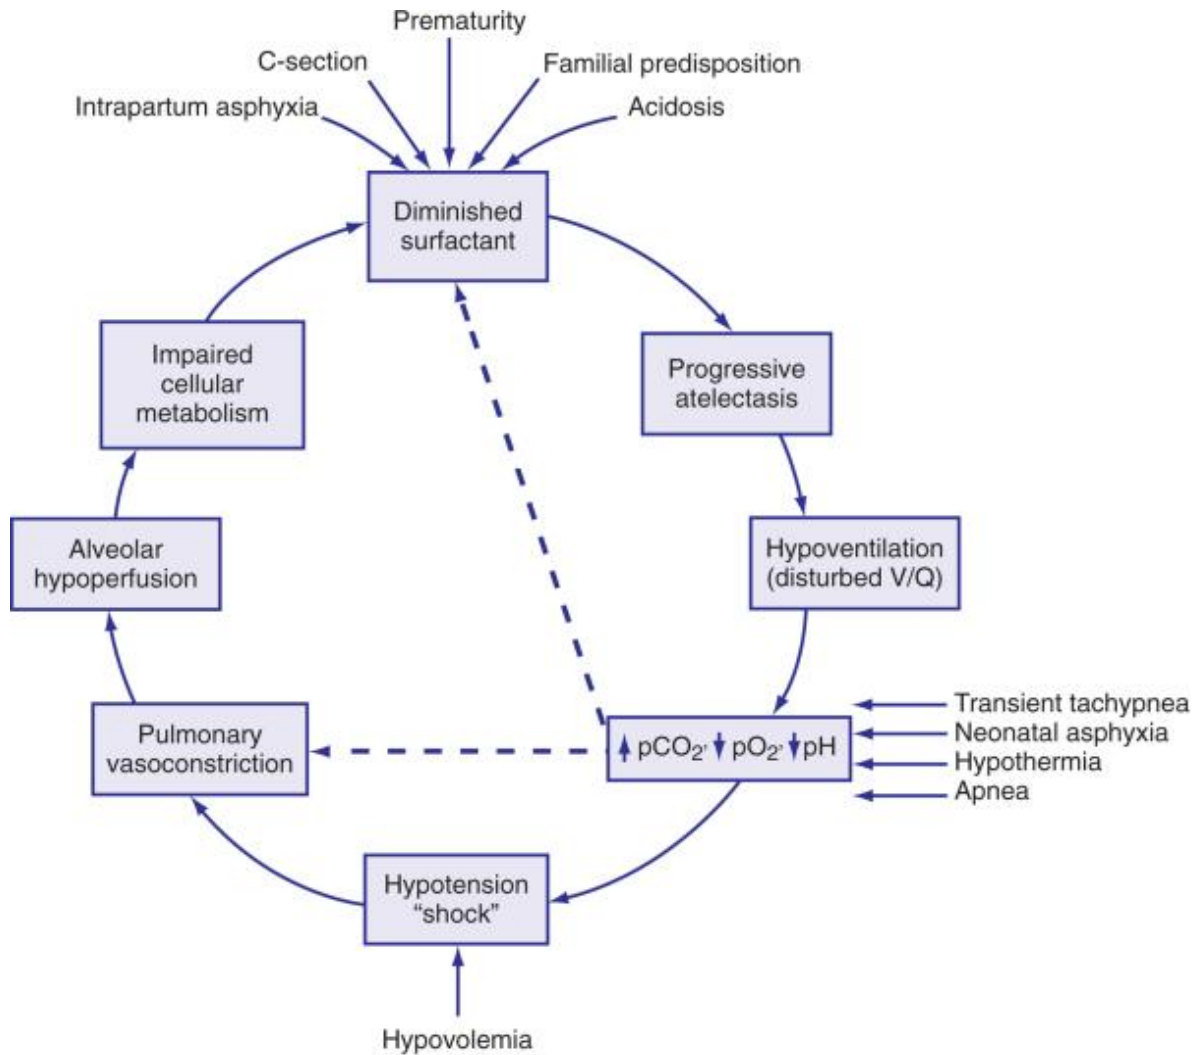 Prematurity
C-section
Familial predisposition
Intrapartum asphyxia
Acidosis
Diminished
surfactant
Impaired
cellular
metabolism
Progressive
atelectasis
Alveolar
hypoperfusion
Hypoventilation
(disturbed V/Q)
Pulmonary
vasoconstriction
↑ pCO₂, ↓ pO₂, ↓ pH
Transient tachypnea
Neonatal asphyxia
Hypothermia
Apnea
Hypotension
“shock”
Hypovolemia